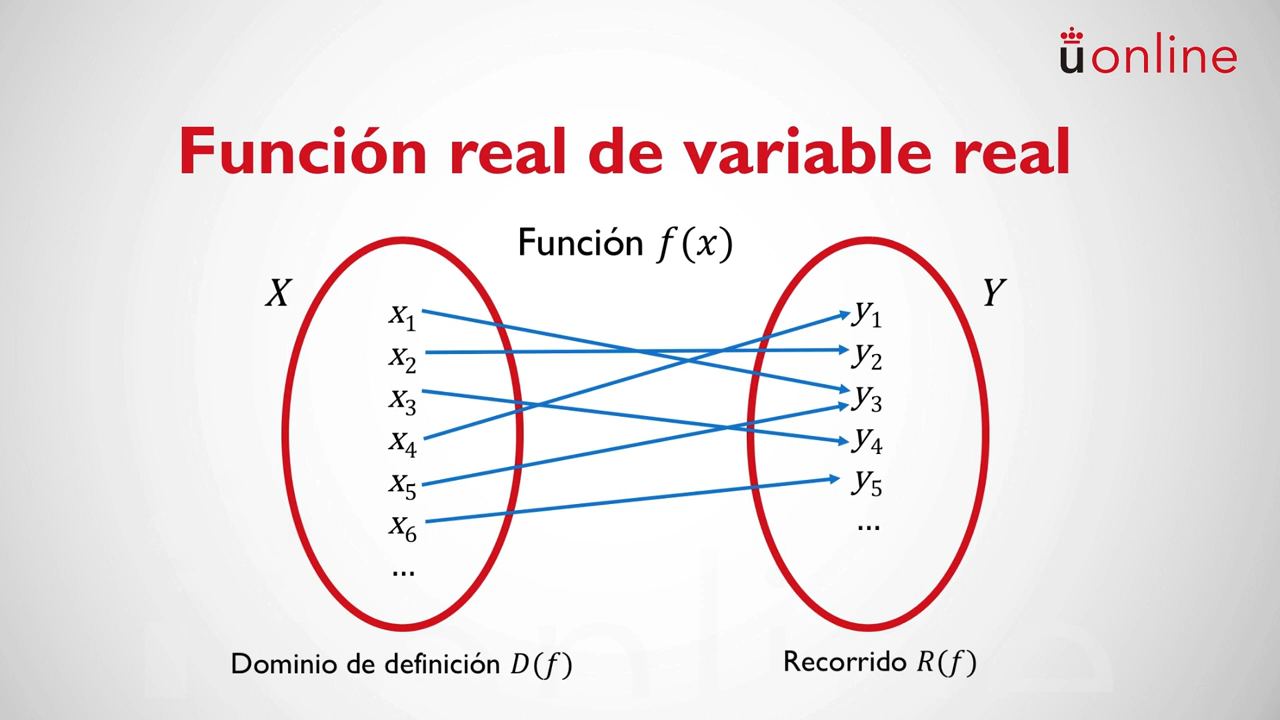 uonline
Función real de variable real
Función f(x)
X
Y
x₁
x₂
x₃
x₄
x₅
x₆
...
y₁
y₂
y₃
y₄
y₅
...
Dominio de definición D(f)
Recorrido R(f)